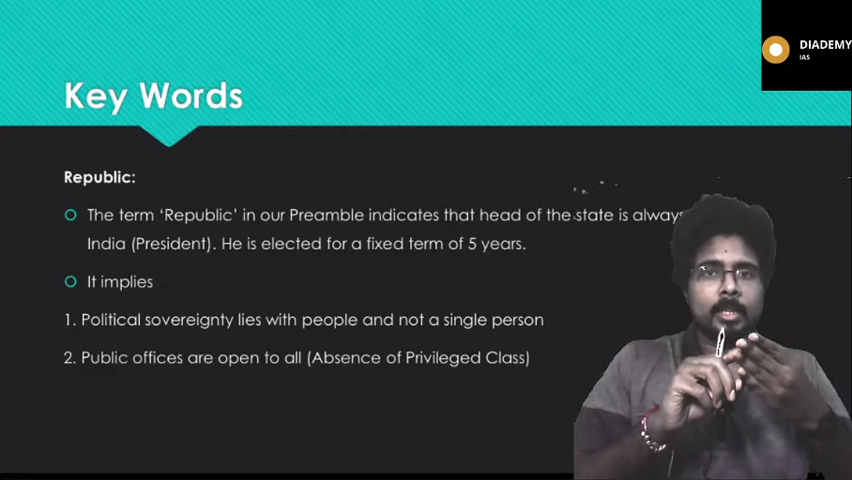 DIADEMY
IAS
Key Words
Republic:
The term ‘Republic’ in our Preamble indicates that head of the state is always
India (President). He is elected for a fixed term of 5 years.
It implies
1. Political sovereignty lies with people and not a single person
2. Public offices are open to all (Absence of Privileged Class)